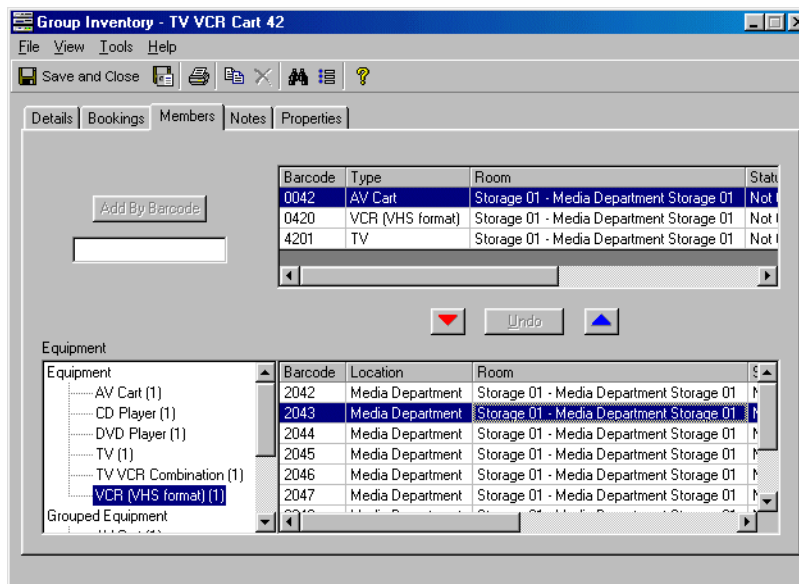 Group Inventory - TV VCR Cart 42
File View Tools Help
Save and Close
Details Bookings Members Notes Properties
Barcode Type Room
0042 AV Cart Storage 01 - Media Department Storage 01 Not
0420 VCR (VHS format) Storage 01 - Media Department Storage 01 Not
4201 TV Storage 01 - Media Department Storage 01 Not
Add By Barcode
Undo
Equipment
Equipment
AV Cart (1)
CD Player (1)
DVD Player (1)
TV (1)
TV VCR Combination (1)
VCR (VHS format) (1)
Grouped Equipment
Barcode Location Room
2042 Media Department Storage 01 - Media Department Storage 01
2043 Media Department Storage 01 - Media Department Storage 01
2044 Media Department Storage 01 - Media Department Storage 01
2045 Media Department Storage 01 - Media Department Storage 01
2046 Media Department Storage 01 - Media Department Storage 01
2047 Media Department Storage 01 - Media Department Storage 01